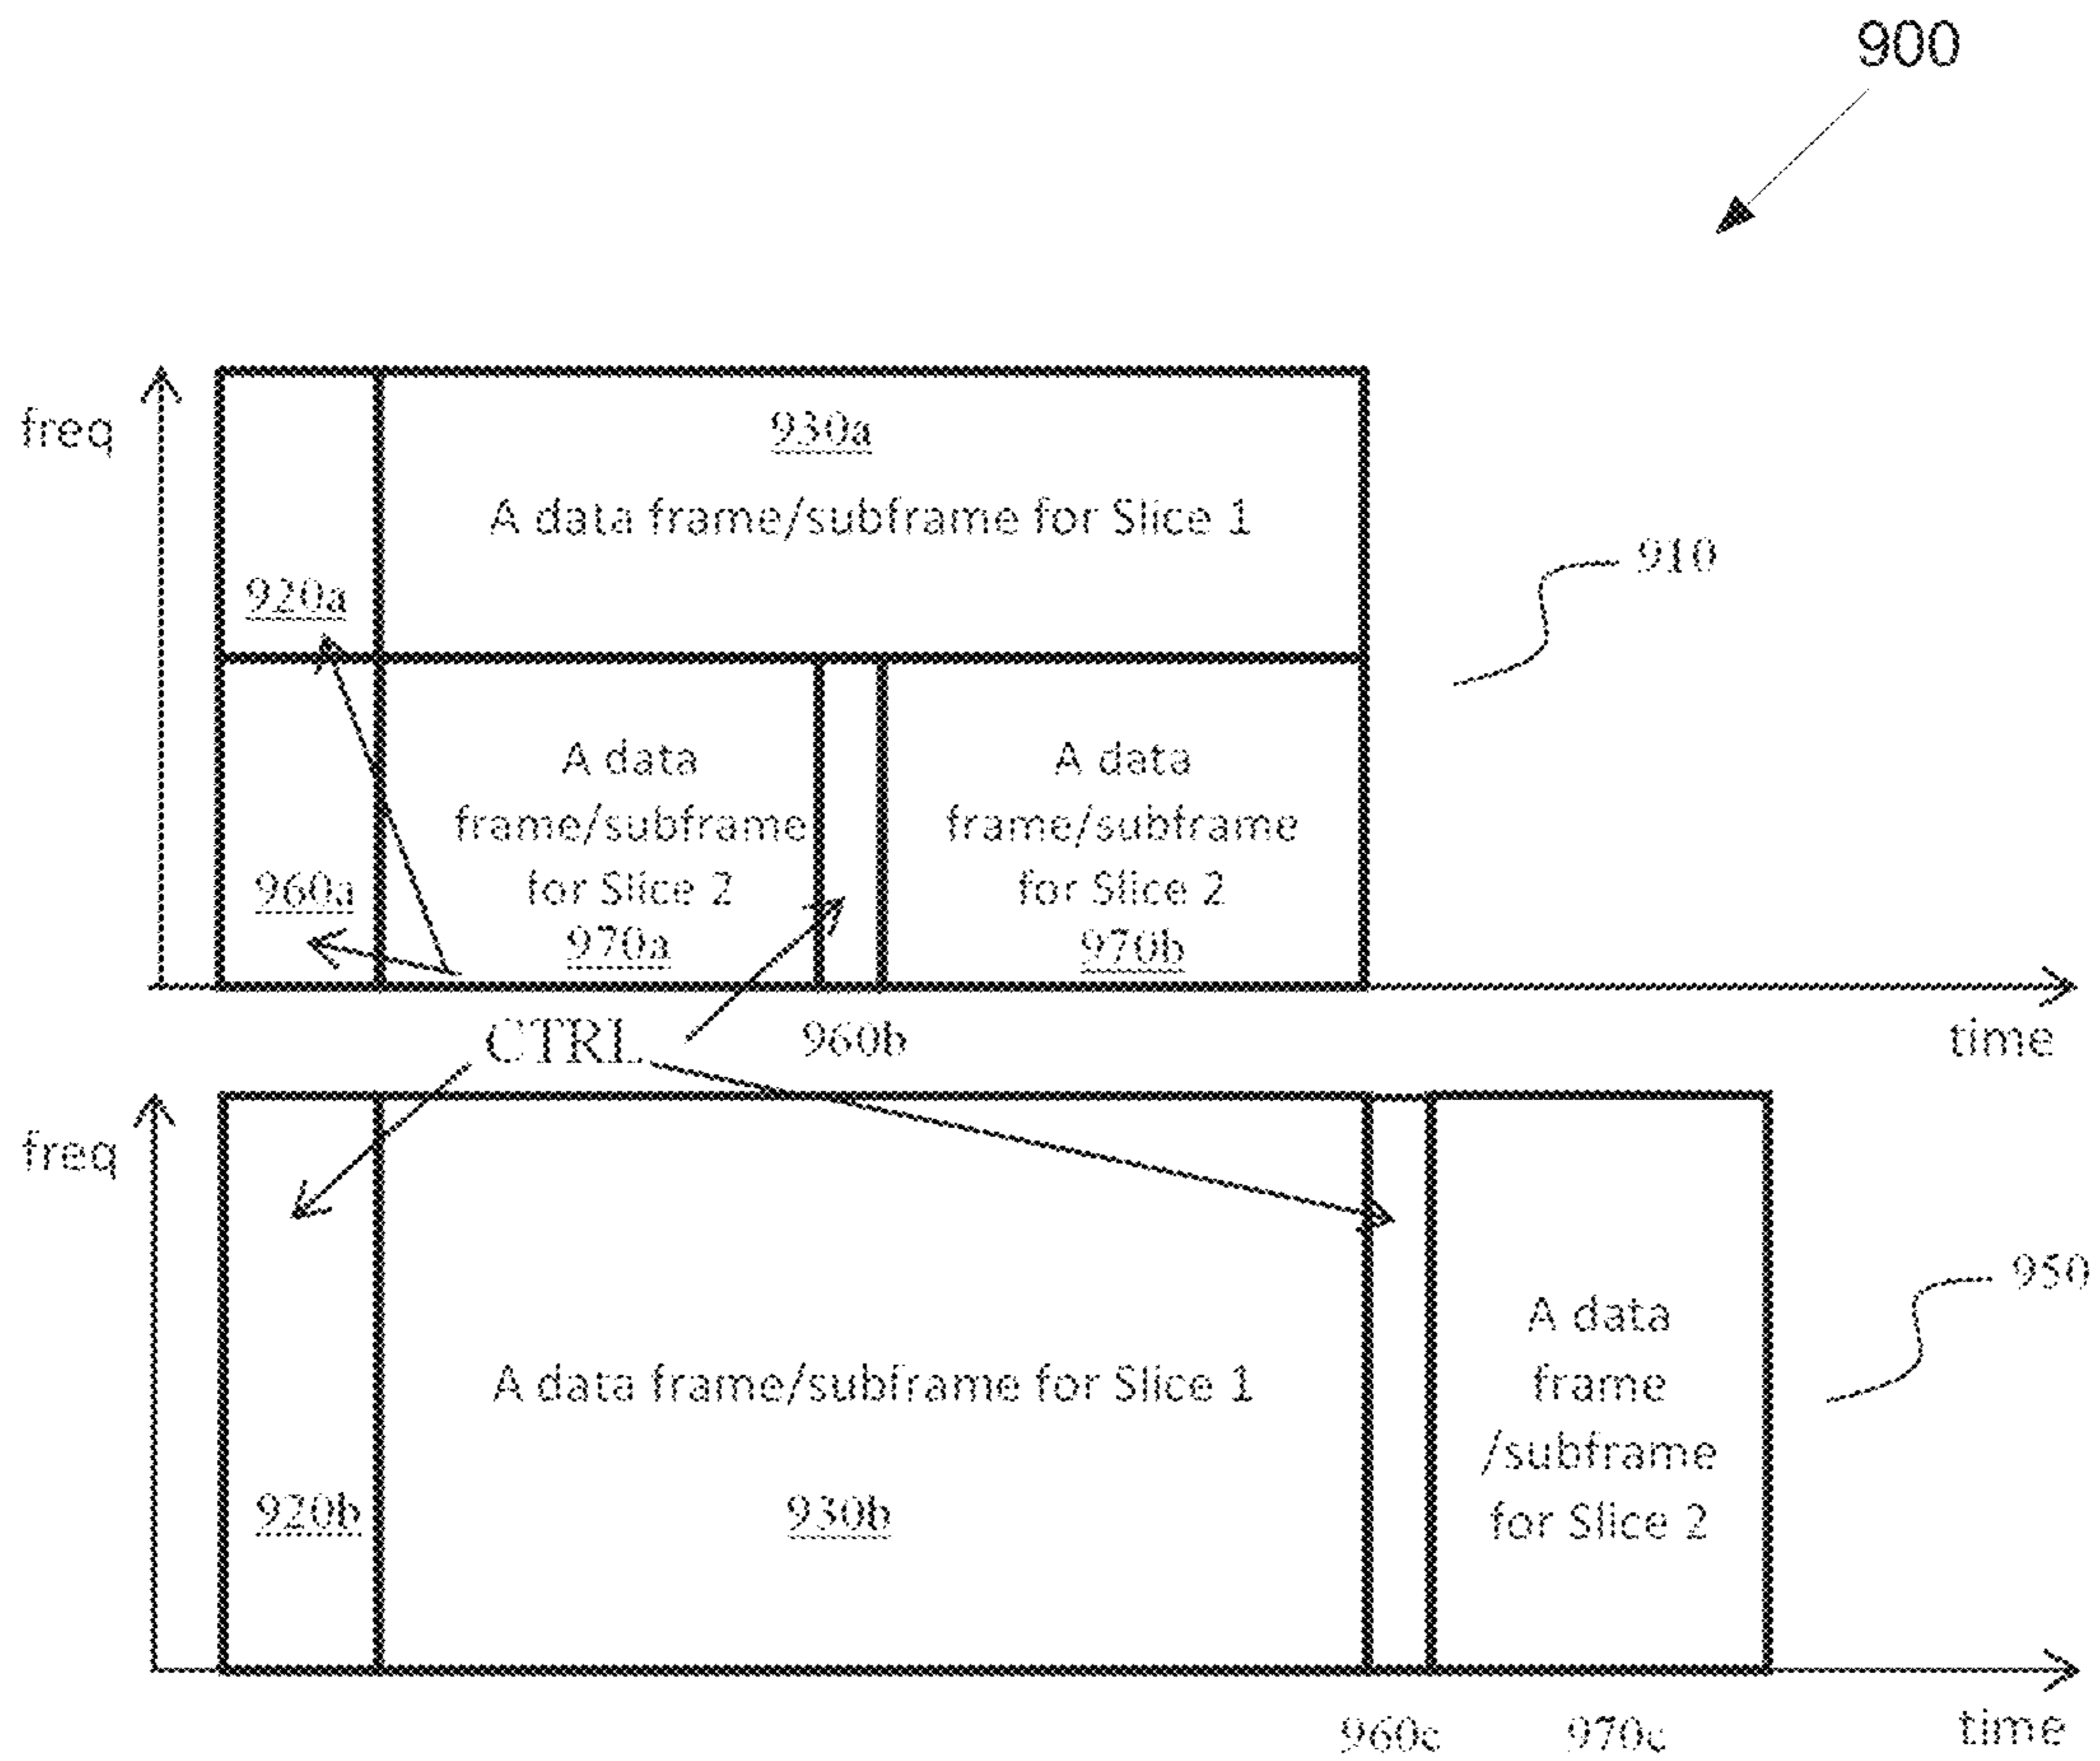 900
freq
930a
A data frame/subframe for Slice 1
910
920a
A data
frame/subframe
for Slice 2
970a
A data
frame/subframe
for Slice 2
970b
960a
CTRL
960b
time
freq
950
A data frame/subframe for Slice 1
930b
920b
A data
frame
/subframe
for Slice 2
960c
970c
time